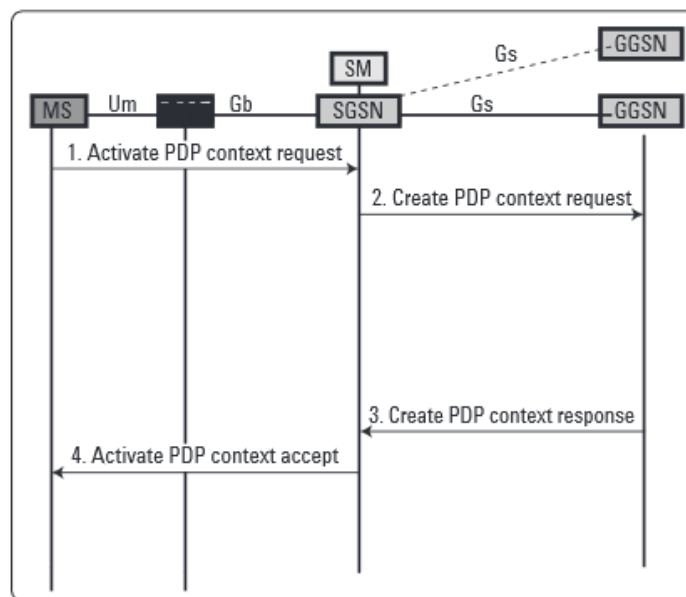 GGSN
Gs
SM
MS
Um
Gb
SGSN
Gs
GGSN
1. Activate PDP context request
2. Create PDP context request
3. Create PDP context response
4. Activate PDP context accept